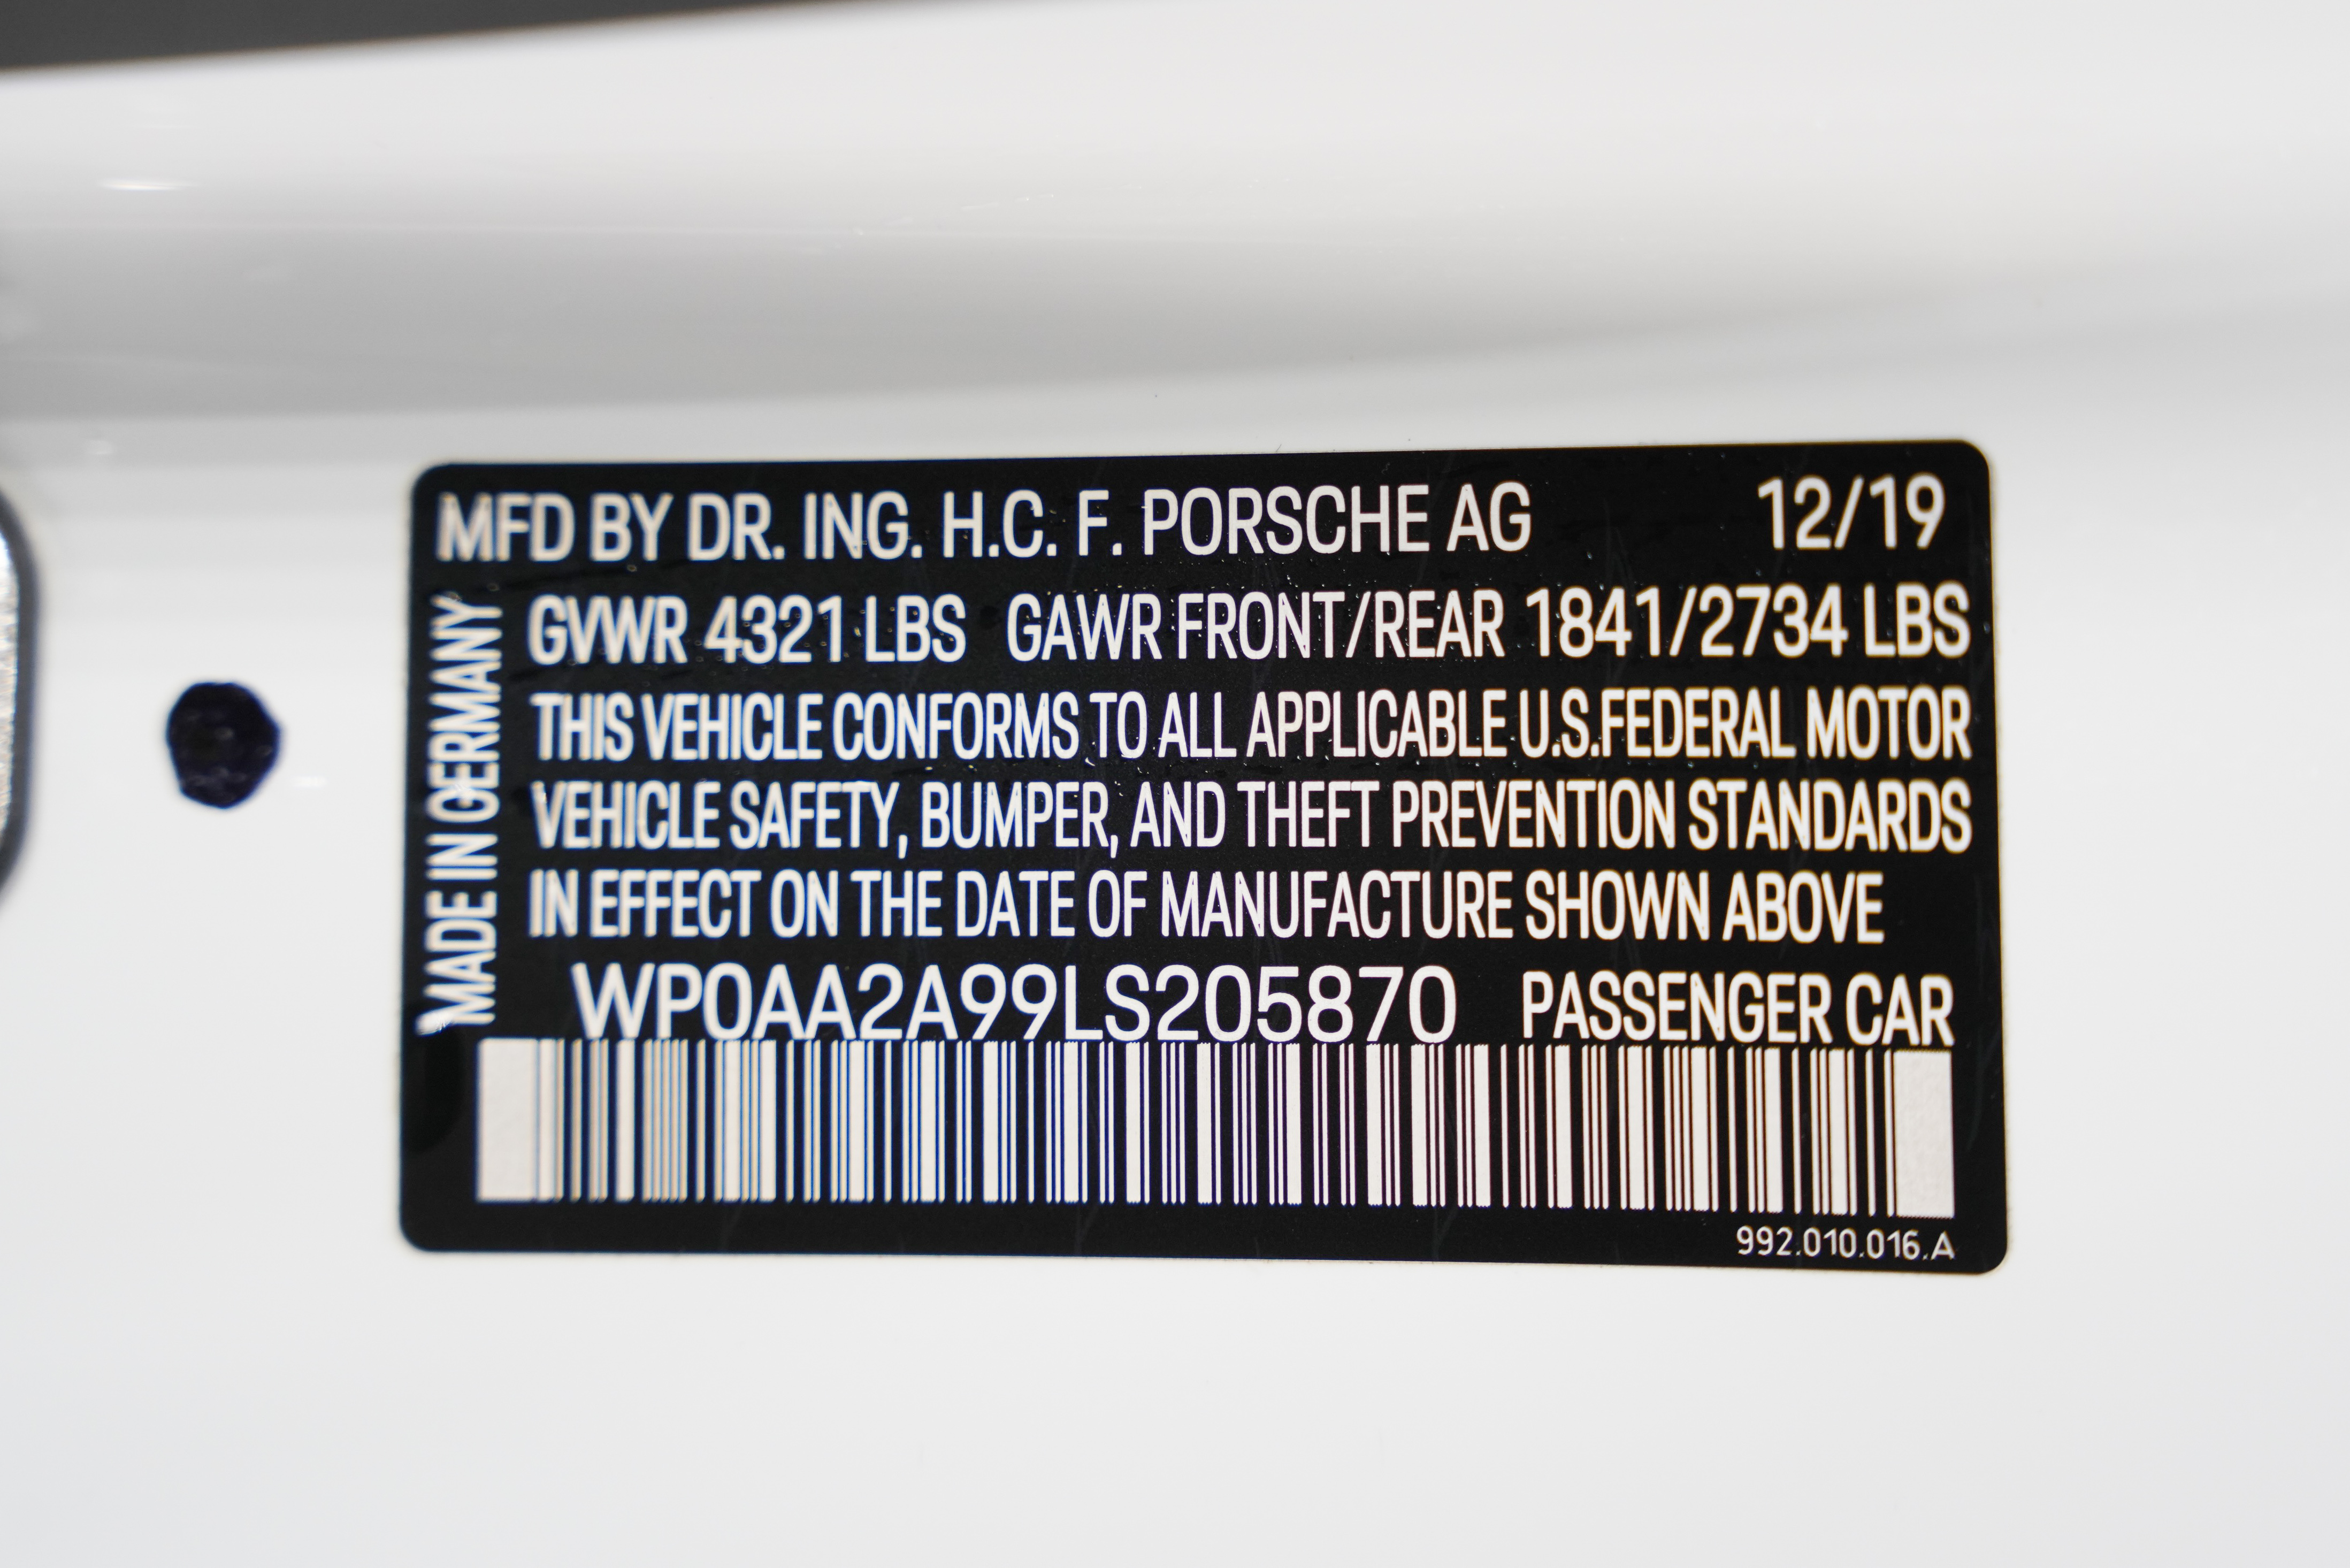 MFD BY DR. ING. H.C. F. PORSCHE AG 12/19
MADE IN GERMANY
GVWR 4321 LBS GAWR FRONT/REAR 1841/2734 LBS
THIS VEHICLE CONFORMS TO ALL APPLICABLE U.S.FEDERAL MOTOR
VEHICLE SAFETY, BUMPER, AND THEFT PREVENTION STANDARDS
IN EFFECT ON THE DATE OF MANUFACTURE SHOWN ABOVE
WP0AA2A99LS205870 PASSENGER CAR
992.010.016.A